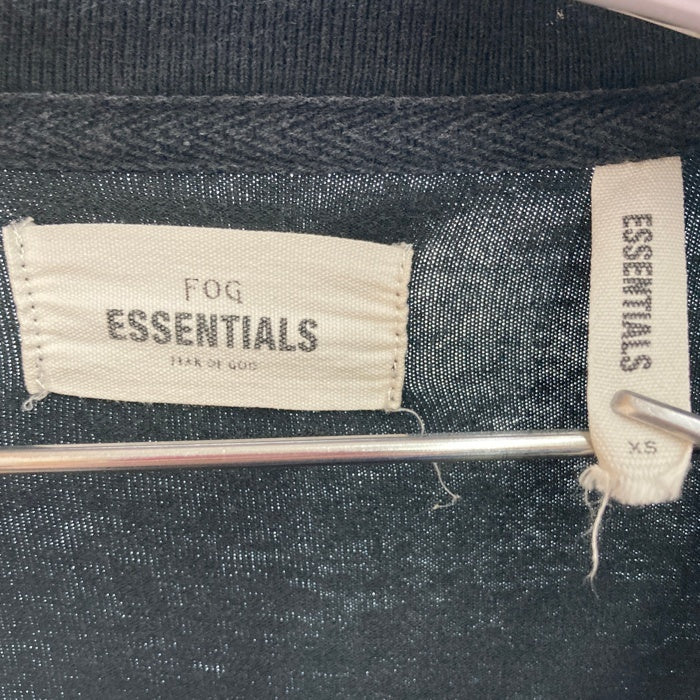 FOG
ESSENTIALS
FEAR OF GOD
ESSENTIALS
XS